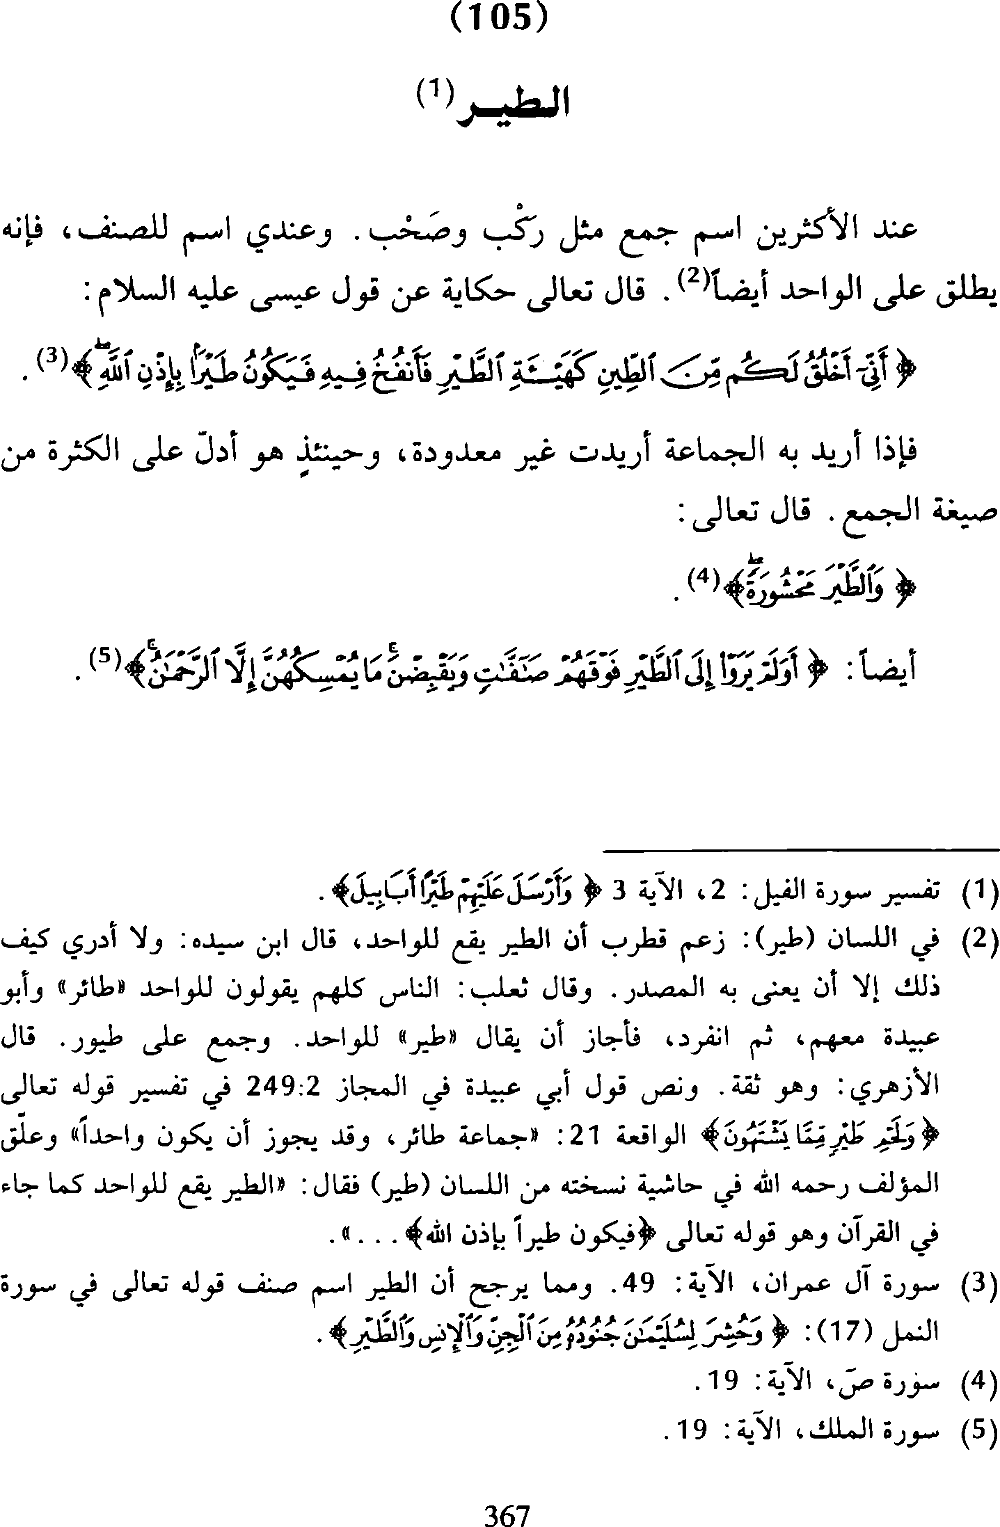 (105)
الطير(1)
عند الأكثرين اسم جمع مثل رَكْب وصَحْب. وعندي اسم للصنف، فإنه
يطلق على الواحد أيضاً(2). قال تعالى حكاية عن قول عيسى عليه السلام:
﴿أَنِّىٓ أَخْلُقُ لَكُم مِّنَ ٱلطِّينِ كَهَيْـَٔةِ ٱلطَّيْرِ فَأَنفُخُ فِيهِ فَيَكُونُ طَيْرًۢا بِإِذْنِ ٱللَّهِۖ﴾(3).
فإذا أريد به الجماعة أريدت غير معدودة، وحينئذٍ هو أدلّ على الكثرة من
صيغة الجمع. قال تعالى:
﴿وَٱلطَّيْرَ مَحْشُورَةًۖ﴾(4).
أيضاً: ﴿أَوَلَمْ يَرَوْا۟ إِلَى ٱلطَّيْرِ فَوْقَهُمْ صَٰٓفَّٰتٍ وَيَقْبِضْنَۚ مَا يُمْسِكُهُنَّ إِلَّا ٱلرَّحْمَٰنُۚ﴾(5).
(1) تفسير سورة الفيل: 2، الآية 3 ﴿وَأَرْسَلَ عَلَيْهِمْ طَيْرًا أَبَابِيلَ﴾.
(2) في اللسان (طير): زعم قطرب أن الطير يقع للواحد، قال ابن سيده: ولا أدري كيف
ذلك إلا أن يعنى به المصدر. وقال ثعلب: الناس كلهم يقولون للواحد «طائر» وأبو
عبيدة معهم، ثم انفرد، فأجاز أن يقال «طير» للواحد. وجمع على طيور. قال
الأزهري: وهو ثقة. ونص قول أبي عبيدة في المجاز 249:2 في تفسير قوله تعالى
﴿وَلَحْمِ طَيْرٍ مِّمَّا يَشْتَهُونَ﴾ الواقعة 21: «جماعة طائر، وقد يجوز أن يكون واحداً» وعلّق
المؤلف رحمه الله في حاشية نسخته من اللسان (طير) فقال: «الطير يقع للواحد كما جاء
في القرآن وهو قوله تعالى ﴿فيكون طيراً بإذن الله﴾ . . .».
(3) سورة آل عمران، الآية: 49. ومما يرجح أن الطير اسم صنف قوله تعالى في سورة
النمل (17): ﴿وَحُشِرَ لِسُلَيْمَٰنَ جُنُودُهُۥ مِنَ ٱلْجِنِّ وَٱلْإِنسِ وَٱلطَّيْرِ﴾.
(4) سورة صۤ، الآية: 19.
(5) سورة الملك، الآية: 19.
367